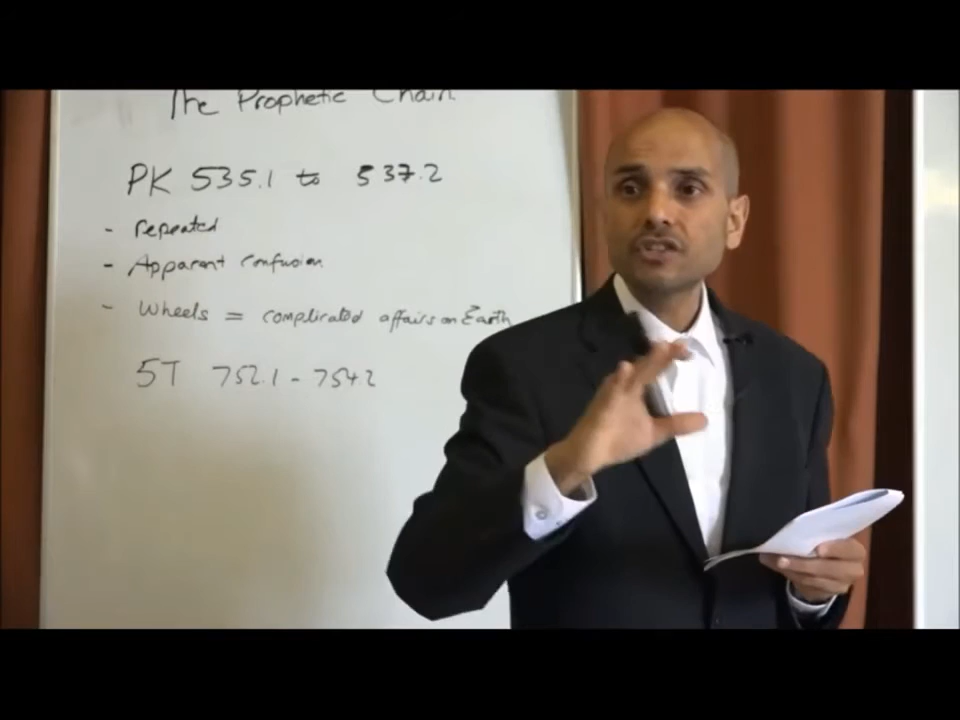 The Prophetic Chain
PK 535.1 to 537.2
- repeated
- Apparent confusion
- Wheels = complicated affairs on Earth
5T 752.1 - 754.2